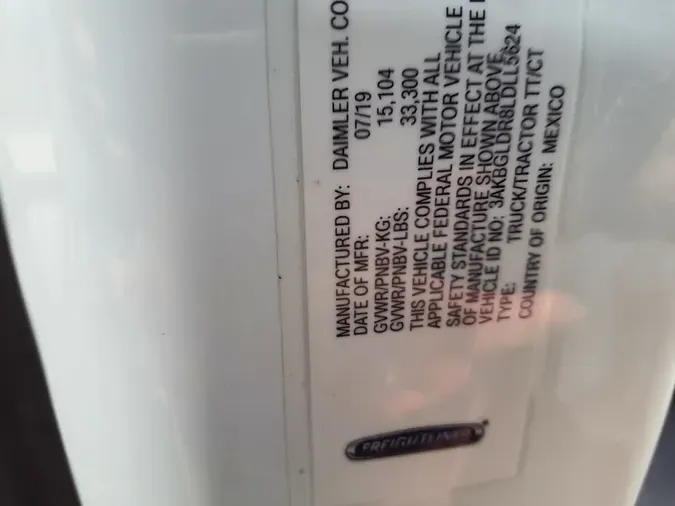 FREIGHTLINER
MANUFACTURED BY: DAIMLER VEH. CO
DATE OF MFR: 07/19
GVWR/PNBV-KG: 15,104
GVWR/PNBV-LBS: 33,300
THIS VEHICLE COMPLIES WITH ALL
APPLICABLE FEDERAL MOTOR VEHICLE
SAFETY STANDARDS IN EFFECT AT THE
OF MANUFACTURE SHOWN ABOVE.
VEHICLE ID NO: 3AKBGLDR8LDLL5624
TYPE: TRUCK/TRACTOR TT/CT
COUNTRY OF ORIGIN: MEXICO